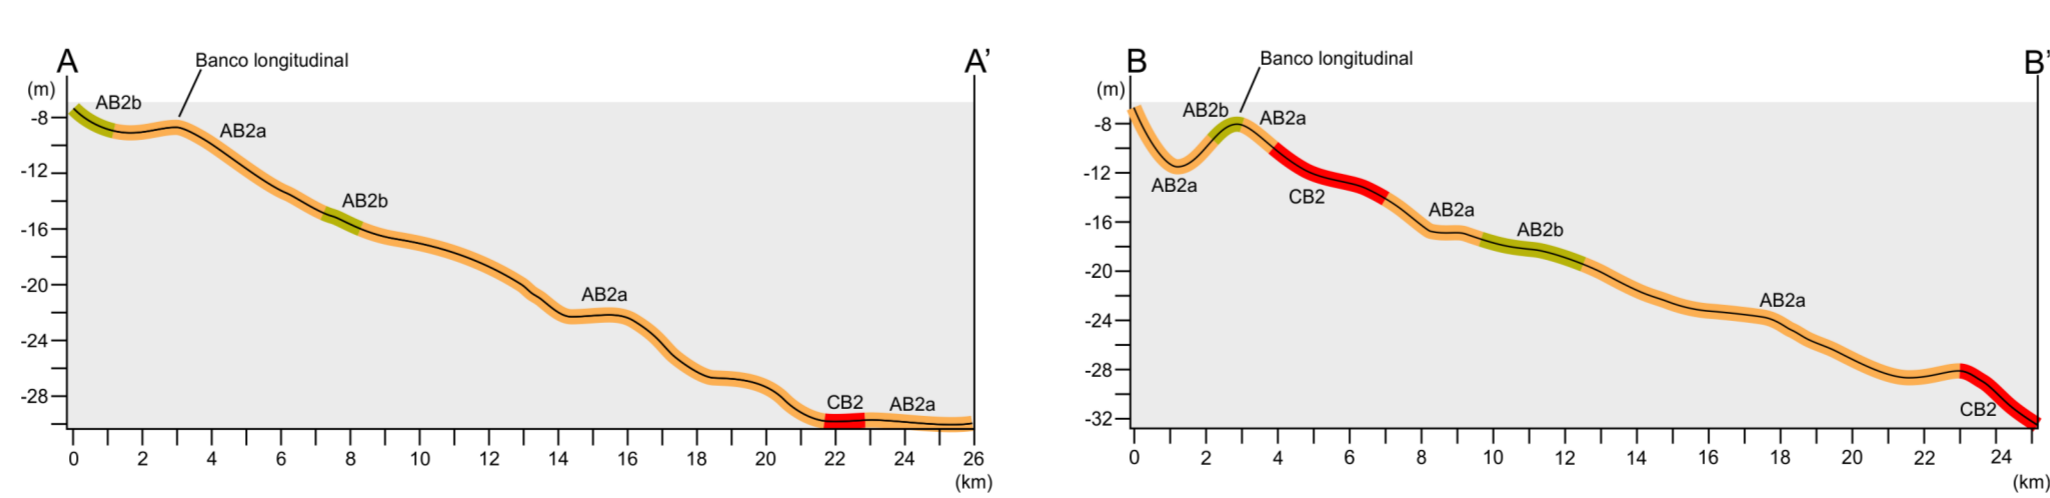 A
Banco longitudinal
A’
(m)
AB2b
-8
AB2a
-12
AB2b
-16
-20
AB2a
-24
-28
CB2
AB2a
0 2 4 6 8 10 12 14 16 18 20 22 24 26
(km)
B
Banco longitudinal
B’
(m)
AB2b
AB2a
-8
-12
AB2a
CB2
AB2a
-16
AB2b
-20
AB2a
-24
-28
CB2
-32
0 2 4 6 8 10 12 14 16 18 20 22 24
(km)